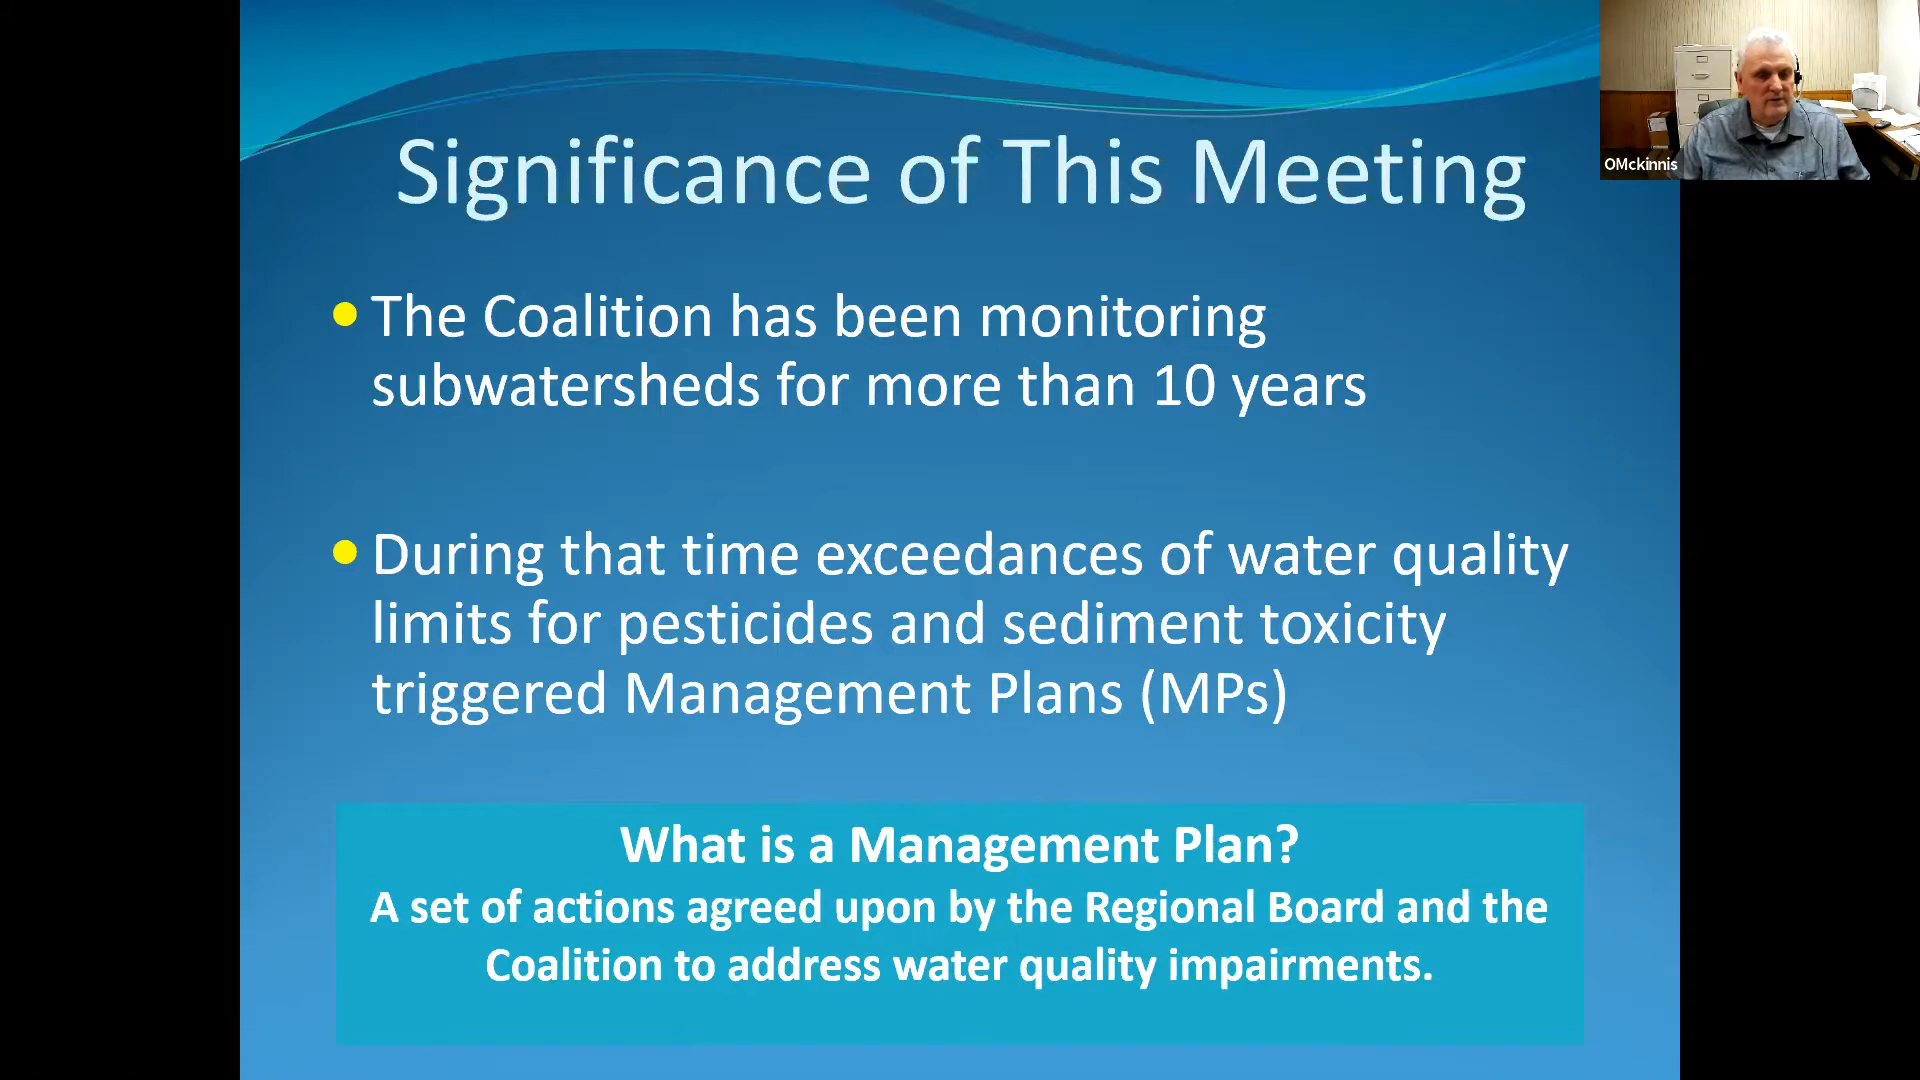 Significance of This Meeting
OMckinnis
The Coalition has been monitoring
subwatersheds for more than 10 years
During that time exceedances of water quality
limits for pesticides and sediment toxicity
triggered Management Plans (MPs)
What is a Management Plan?
A set of actions agreed upon by the Regional Board and the
Coalition to address water quality impairments.